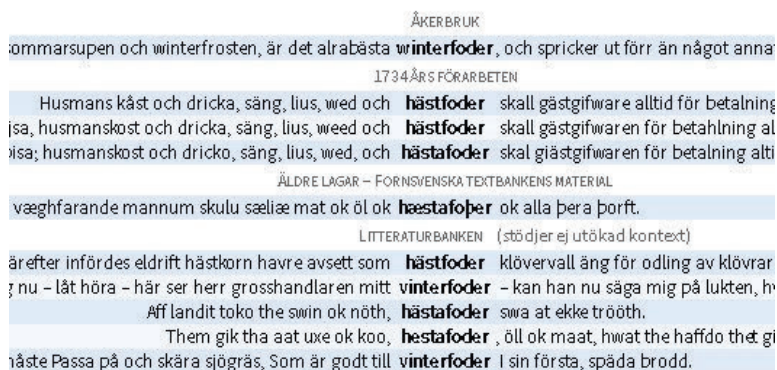 ÅKERBRUK
sommarsupen och winterfrosten, är det alrabästa winterfoder, och spricker ut förr än något anna
1734 ÅRS FÖRARBETEN
Husmans kåst och dricka, säng, lius, wed och hästfoder skall gästgifware alltid för betalning
isa, husmanskost och dricka, säng, lius, weed och hästfoder skall gästgifwaren för betahlning al
isa; husmanskost och dricko, säng, lius, wed, och hästafoder skal giästgifwaren för betalning alti
ÄLDRE LAGAR – FORNSVENSKA TEXTBANKENS MATERIAL
væghfarande mannum skulu sæliæ mat ok öl ok hæstafoþer ok alla þera þorft.
LITTERATURBANKEN (stödjer ej utökad kontext)
ärefter infördes eldrift hästkorn havre avsett som hästfoder klövervall äng för odling av klövrar
nu – låt höra – här ser herr grosshandlaren mitt vinterfoder – kan han nu säga mig på lukten, hv
Aff landit toko the swin ok nöth, hästafoder swa at ekke trööth.
Them gik tha aat uxe ok koo, hestafoder , öll ok maat, hwat the haffdo thet gi
måste Passa på och skära sjögräs, Som är godt till vinterfoder I sin första, späda brodd.